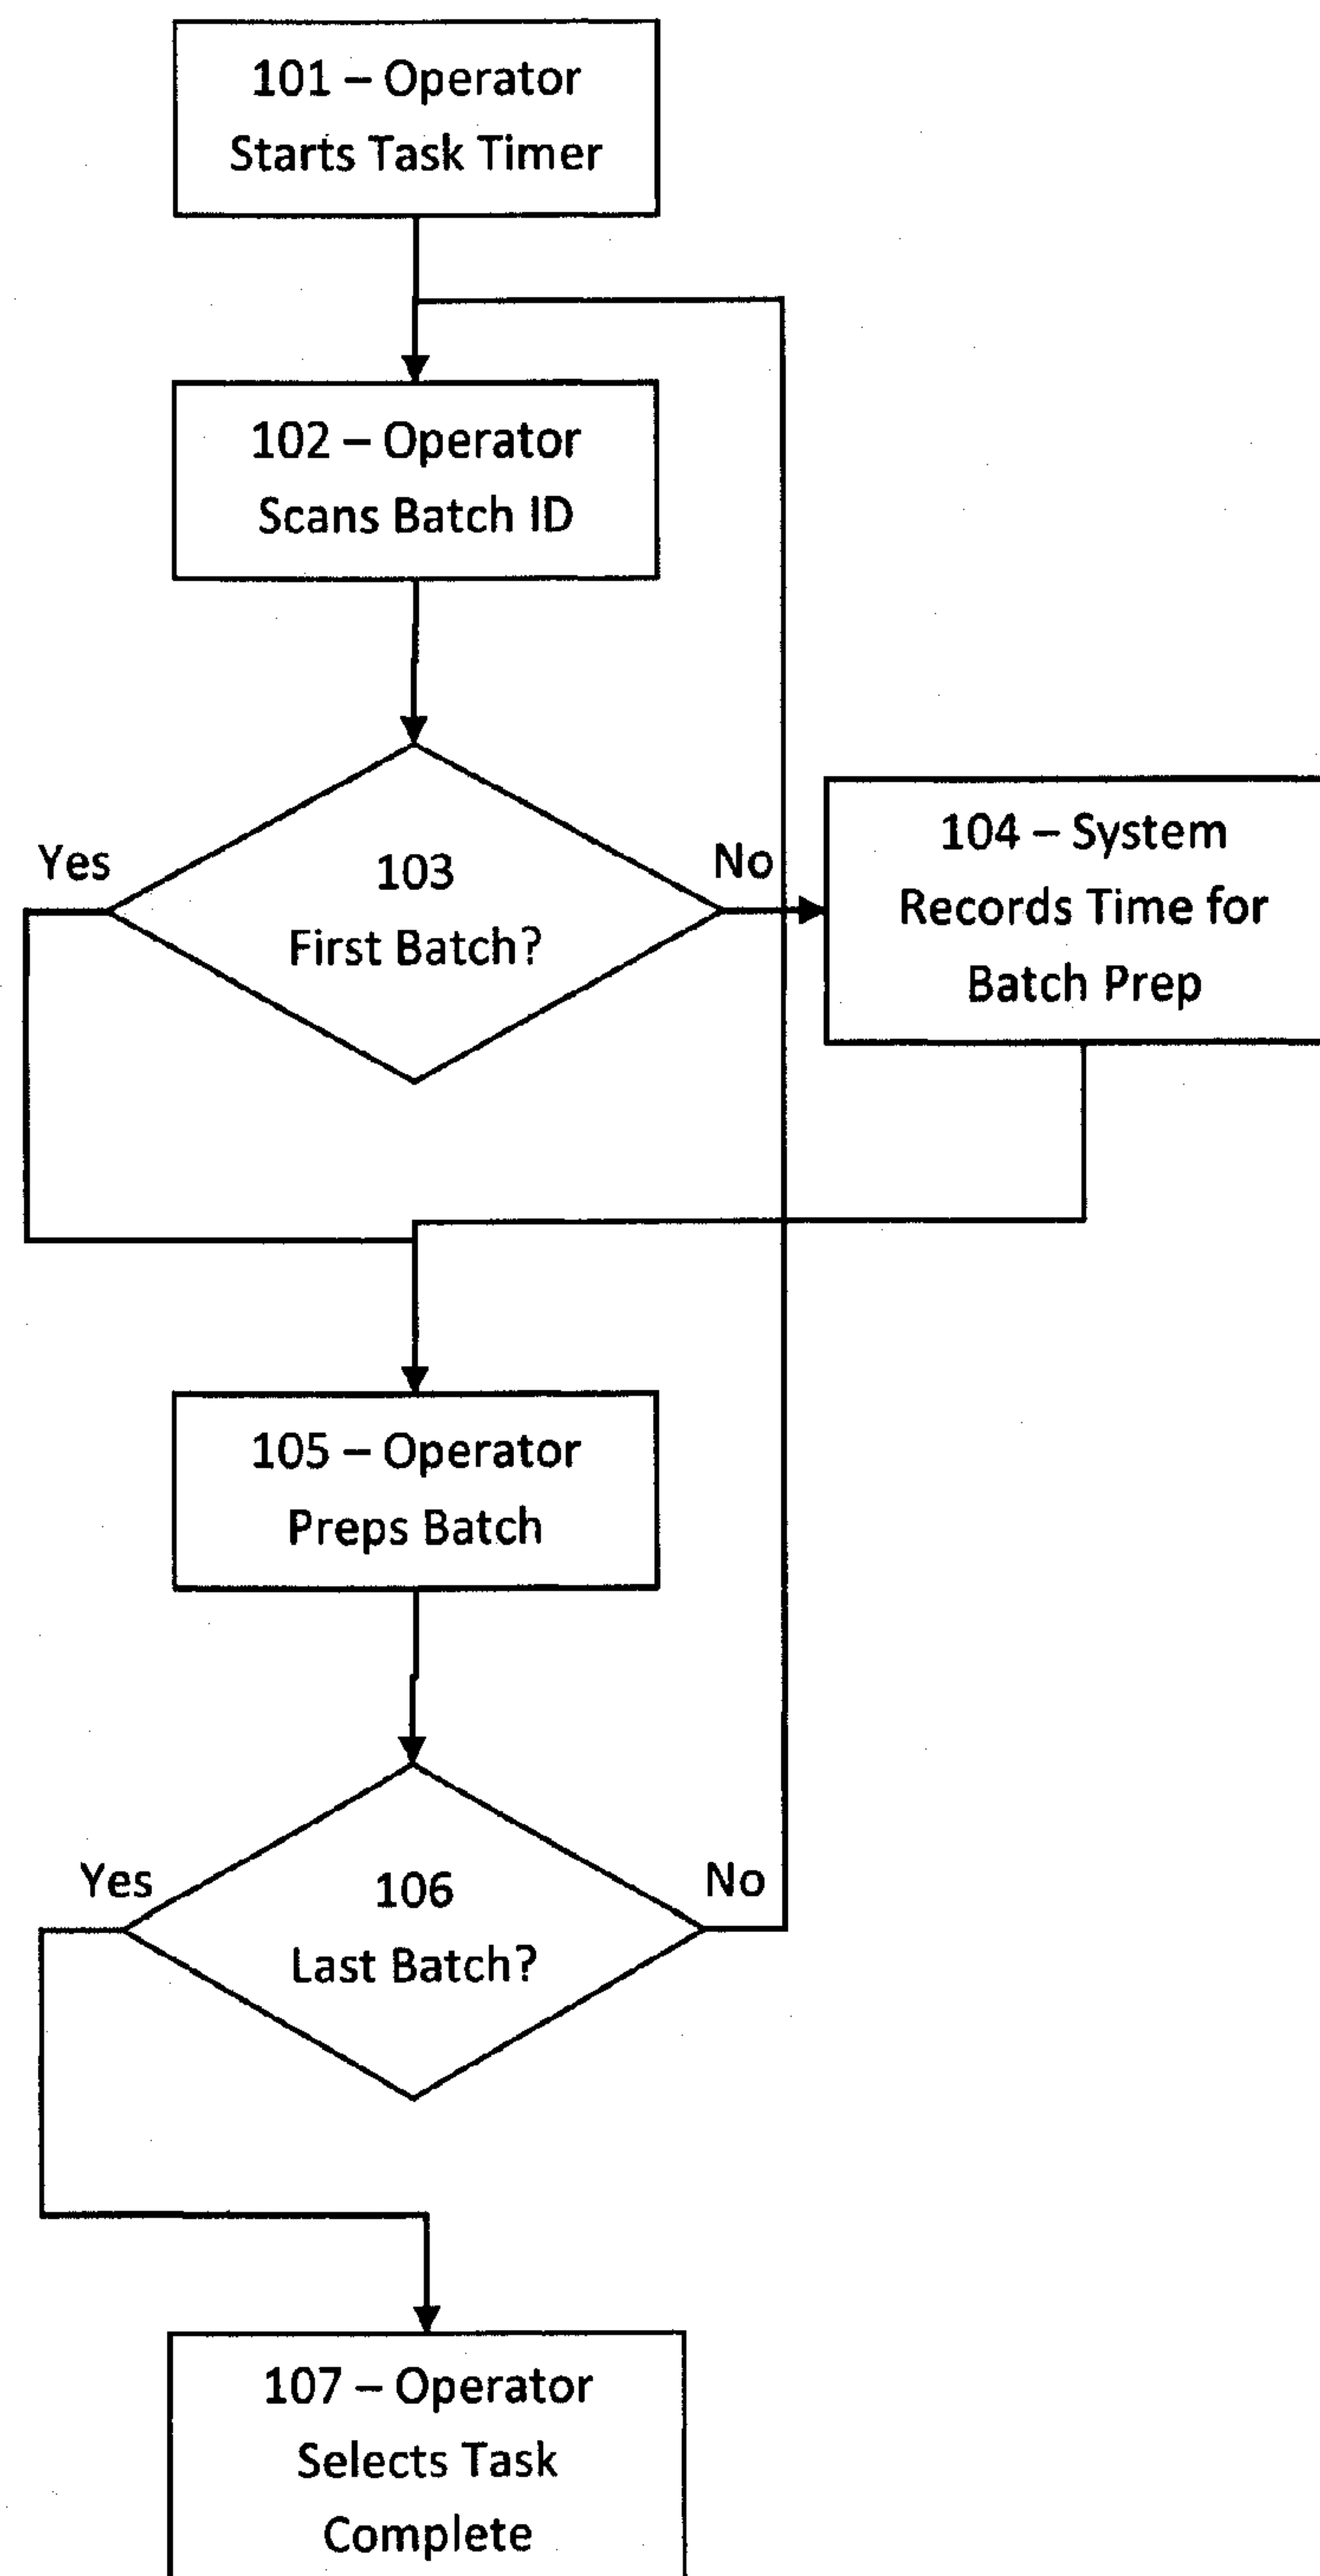 101 – Operator
Starts Task Timer
102 – Operator
Scans Batch ID
Yes
103
First Batch?
No
104 – System
Records Time for
Batch Prep
105 – Operator
Preps Batch
Yes
106
Last Batch?
No
107 – Operator
Selects Task
Complete